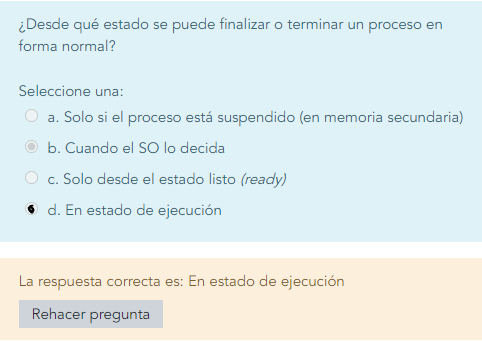 ¿Desde qué estado se puede finalizar o terminar un proceso en
forma normal?
Seleccione una:
a. Solo si el proceso está suspendido (en memoria secundaria)
b. Cuando el SO lo decida
c. Solo desde el estado listo (ready)
d. En estado de ejecución
La respuesta correcta es: En estado de ejecución
Rehacer pregunta